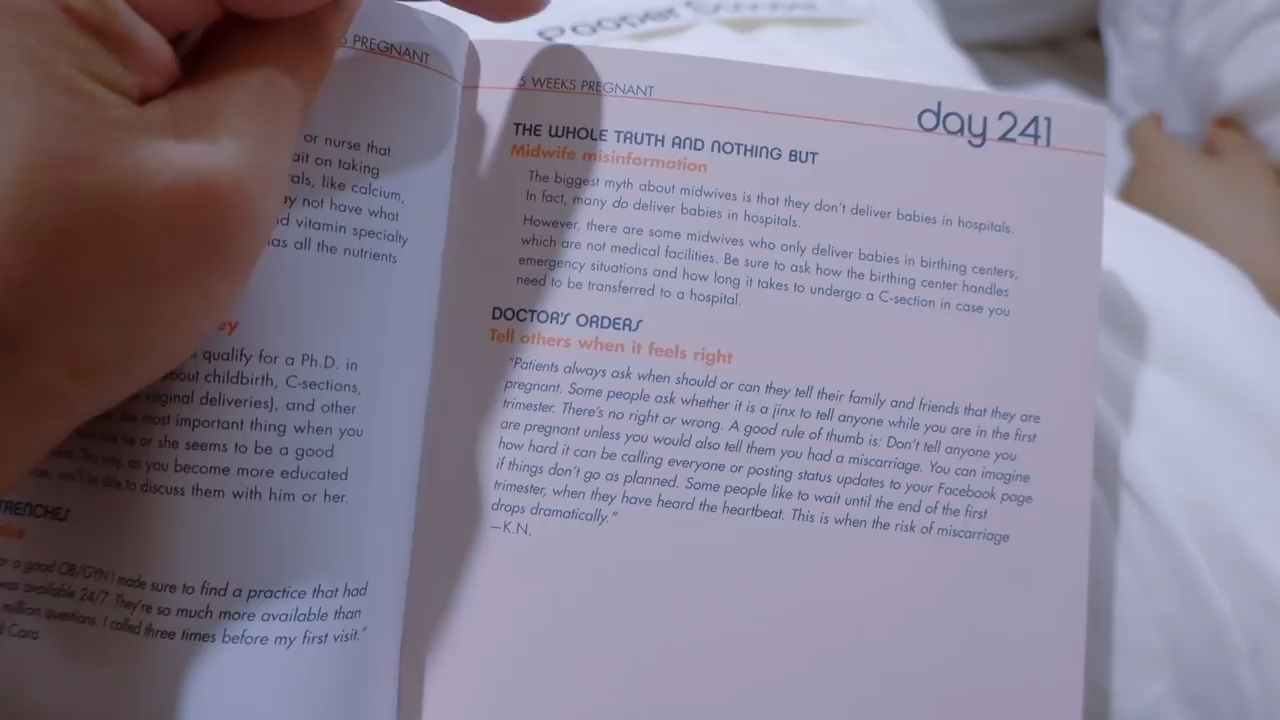 PREGNANT
or nurse that
ait on taking
als, like calcium,
ay not have what
d vitamin specialty
as all the nutrients
ey
qualify for a Ph.D. in
bout childbirth, C-sections,
ginal deliveries), and other
most important thing when you
or she seems to be a good
as you become more educated
to discuss them with him or her.
TRENCHES
or a good OB/GYN I made sure to find a practice that had
was available 24/7. They're so much more available than
million questions. I called three times before my first visit."
Cara
5 WEEKS PREGNANT
day 241
THE WHOLE TRUTH AND NOTHING BUT
Midwife misinformation
The biggest myth about midwives is that they don't deliver babies in hospitals.
In fact, many do deliver babies in hospitals.
However, there are some midwives who only deliver babies in birthing centers,
which are not medical facilities. Be sure to ask how the birthing center handles
emergency situations and how long it takes to undergo a C-section in case you
need to be transferred to a hospital.
DOCTOR'S ORDERS
Tell others when it feels right
"Patients always ask when should or can they tell their family and friends that they are
pregnant. Some people ask whether it is a jinx to tell anyone while you are in the first
trimester. There's no right or wrong. A good rule of thumb is: Don't tell anyone you
are pregnant unless you would also tell them you had a miscarriage. You can imagine
how hard it can be calling everyone or posting status updates to your Facebook page
if things don't go as planned. Some people like to wait until the end of the first
trimester, when they have heard the heartbeat. This is when the risk of miscarriage
drops dramatically."
—K.N.